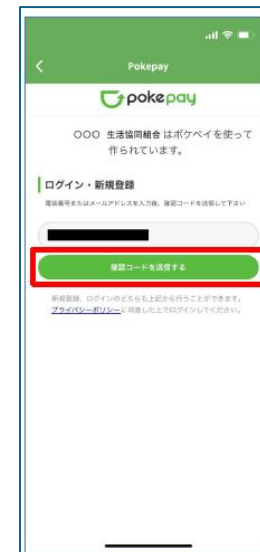 Pokepay
pokepay
○○○ 生活協同組合 はポケペイを使って
作られています。
ログイン・新規登録
電話番号またはメールアドレスを入力後、確認コードを送信して下さい
確認コードを送信する
新規登録、ログインのどちらも上記から行うことができます。
プライバシーポリシーに同意した上でログインしてください。